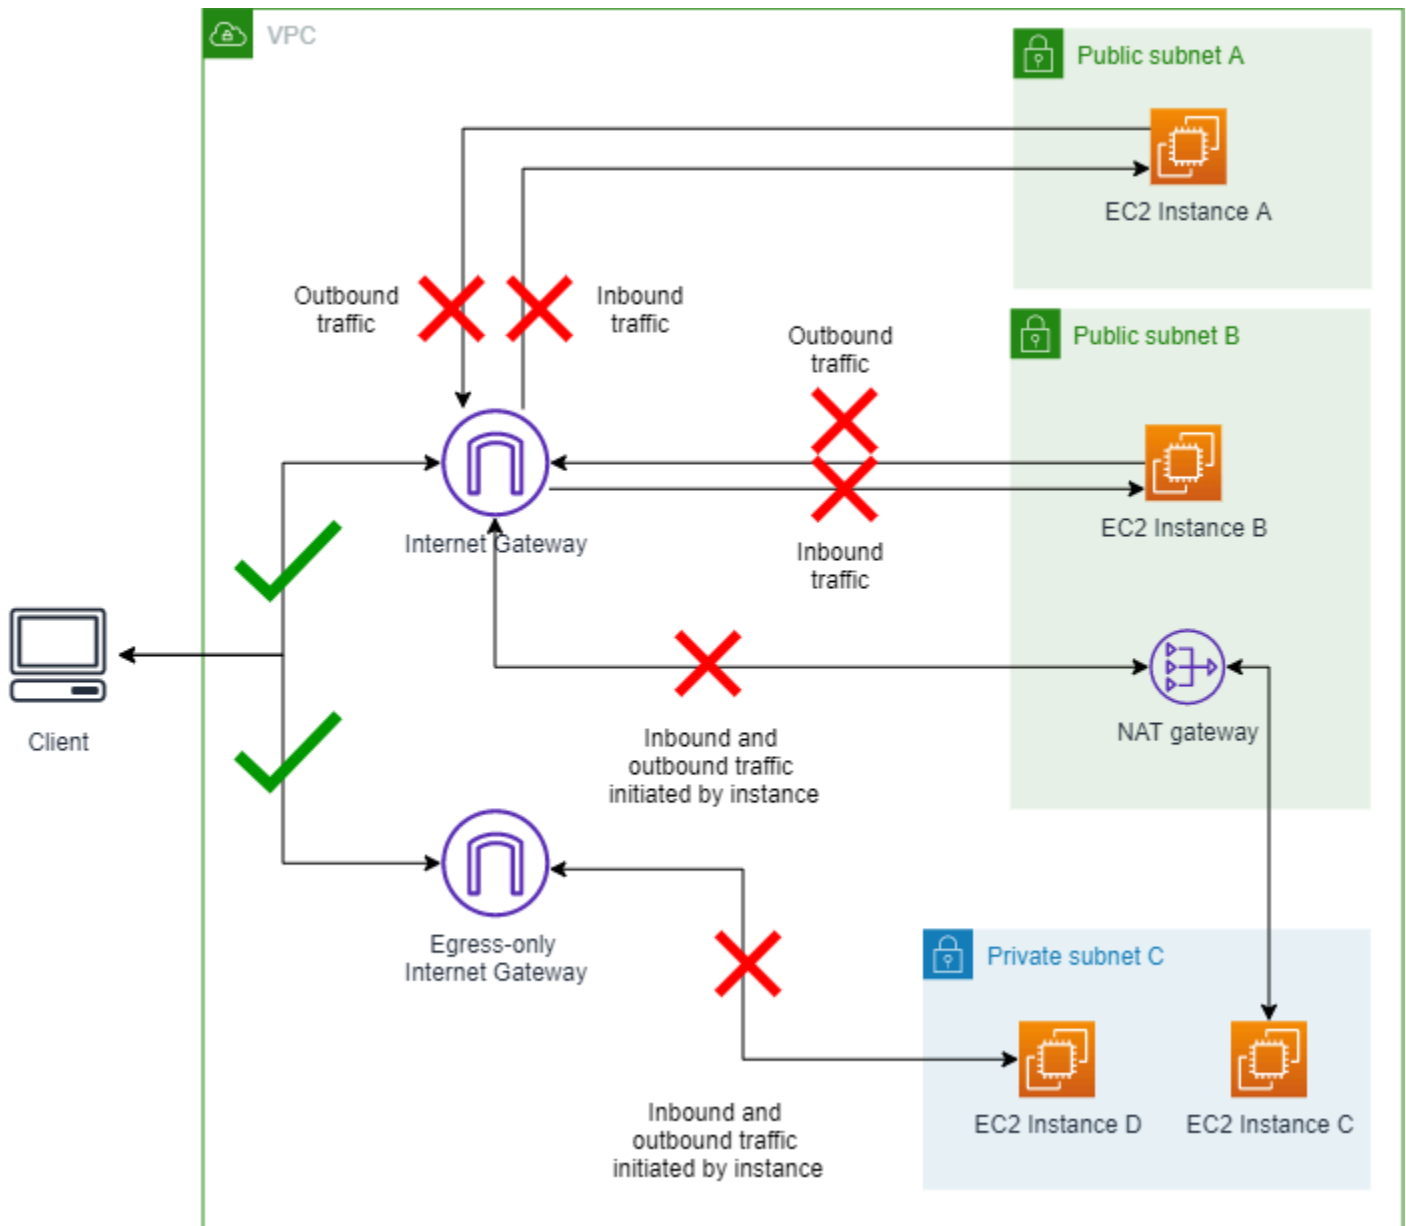 VPC
Public subnet A
EC2 Instance A
Outbound
traffic
Inbound
traffic
Public subnet B
Outbound
traffic
EC2 Instance B
Internet Gateway
Inbound
traffic
Client
NAT gateway
Inbound and
outbound traffic
initiated by instance
Egress-only
Internet Gateway
Private subnet C
EC2 Instance D
EC2 Instance C
Inbound and
outbound traffic
initiated by instance